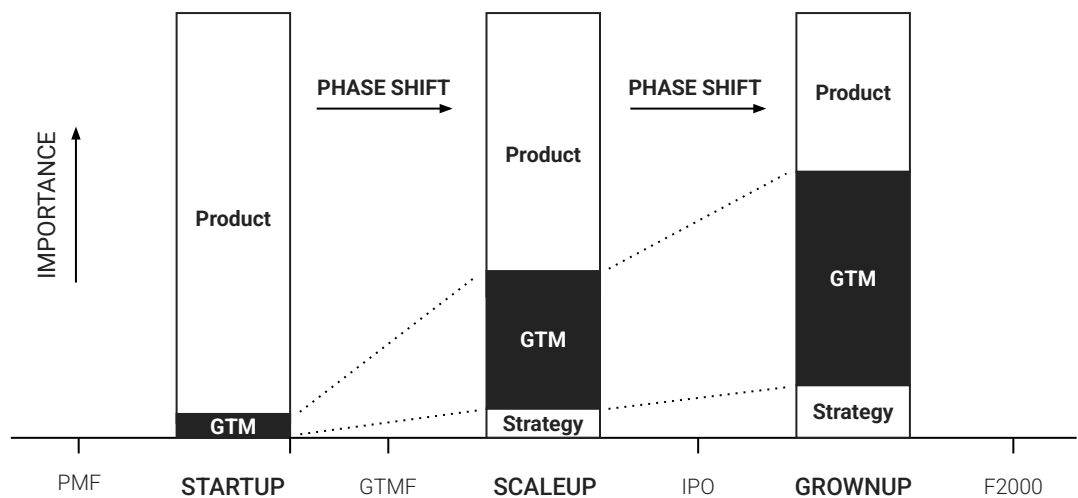 IMPORTANCE
PHASE SHIFT
PHASE SHIFT
Product
GTM
Product
GTM
Strategy
Product
GTM
Strategy
PMF
STARTUP
GTMF
SCALEUP
IPO
GROWNUP
F2000